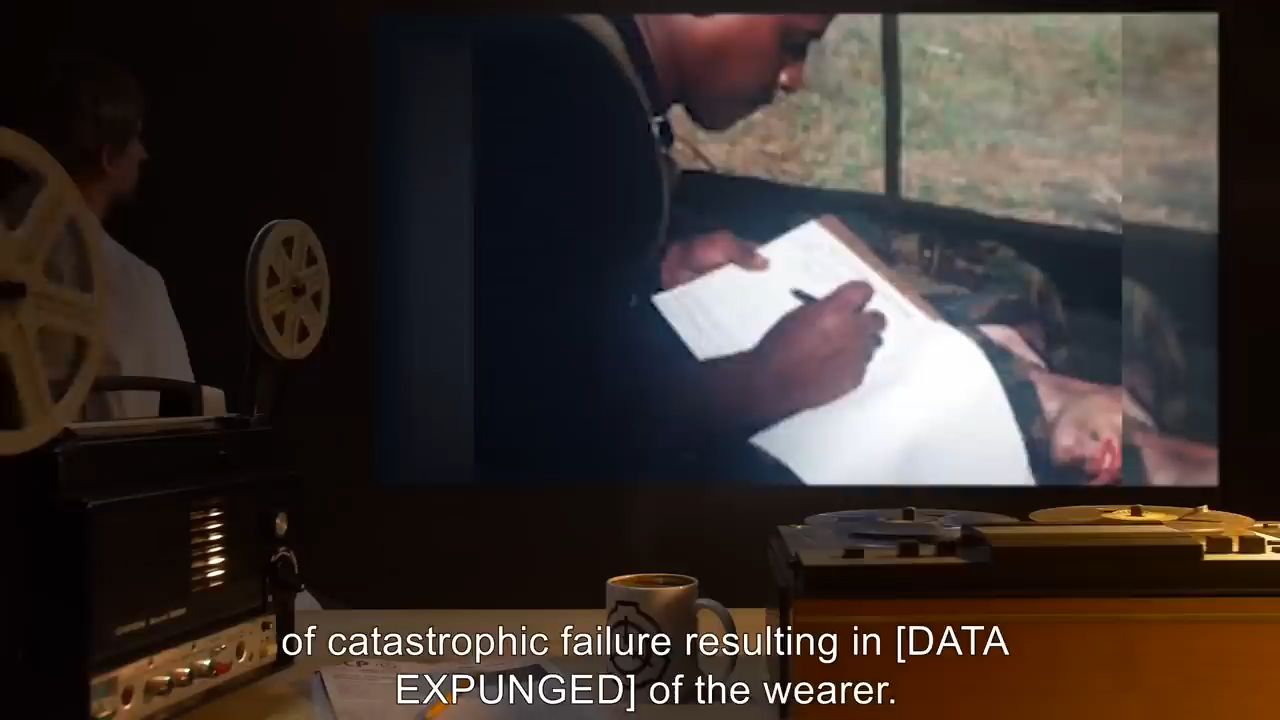 of catastrophic failure resulting in [DATA
EXPUNGED] of the wearer.